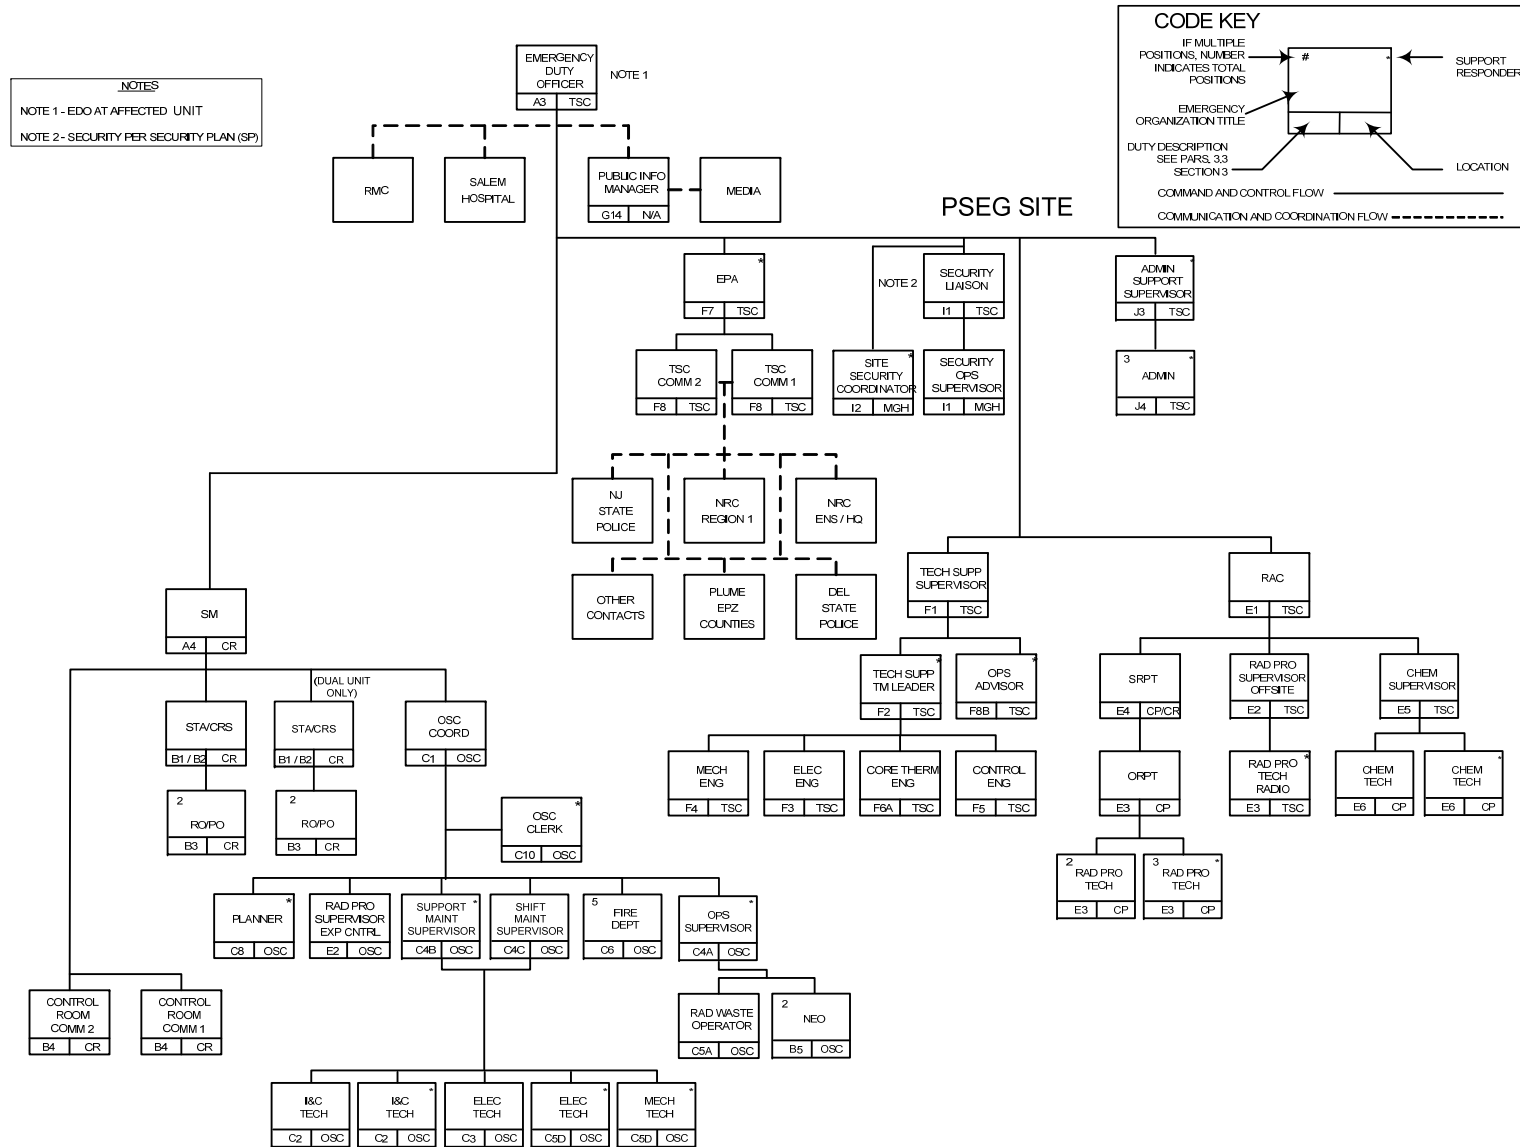 CODE KEY
IF MULTIPLE
POSITIONS, NUMBER
INDICATES TOTAL
POSITIONS
#
*
SUPPORT
RESPONDER
EMERGENCY
ORGANIZATION TITLE
DUTY DESCRIPTION
SEE PARS, 3.3
SECTION 3
LOCATION
COMMAND AND CONTROL FLOW
COMMUNICATION AND COORDINATION FLOW
NOTES
NOTE 1 - EDO AT AFFECTED UNIT
NOTE 2 - SECURITY PER SECURITY PLAN (SP)
EMERGENCY
DUTY
OFFICER
A3 TSC
NOTE 1
RMC
SALEM
HOSPITAL
PUBLIC INFO
MANAGER
G14 N/A
MEDIA
PSEG SITE
*
EPA
F7 TSC
NOTE 2
SECURITY
LIAISON
I1 TSC
*
ADMIN
SUPPORT
SUPERVISOR
J3 TSC
TSC
COMM 2
F8 TSC
TSC
COMM 1
F8 TSC
*
SITE
SECURITY
COORDINATOR
I2 MGH
SECURITY
OPS
SUPERVISOR
I1 MGH
3 *
ADMIN
J4 TSC
NJ
STATE
POLICE
NRC
REGION 1
NRC
ENS / HQ
OTHER
CONTACTS
PLUME
EPZ
COUNTIES
DEL
STATE
POLICE
SM
A4 CR
TECH SUPP
SUPERVISOR
F1 TSC
RAC
E1 TSC
*
TECH SUPP
TM LEADER
F2 TSC
*
OPS
ADVISOR
F8B TSC
SRPT
E4 CP/CR
RAD PRO
SUPERVISOR
OFFSITE
E2 TSC
CHEM
SUPERVISOR
E5 TSC
(DUAL UNIT
ONLY)
STA/CRS
B1 / B2 CR
STA/CRS
B1 / B2 CR
OSC
COORD
C1 OSC
MECH
ENG
F4 TSC
ELEC
ENG
F3 TSC
CORE THERM
ENG
F6A TSC
CONTROL
ENG
F5 TSC
ORPT
E3 CP
*
RAD PRO
TECH
RADIO
E3 TSC
CHEM
TECH
E6 CP
*
CHEM
TECH
E6 CP
2
RO/PO
B3 CR
2
RO/PO
B3 CR
*
OSC
CLERK
C10 OSC
2
RAD PRO
TECH
E3 CP
3 *
RAD PRO
TECH
E3 CP
*
PLANNER
C8 OSC
RAD PRO
SUPERVISOR
EXP CNTRL
E2 OSC
*
SUPPORT
MAINT
SUPERVISOR
C4B OSC
SHIFT
MAINT
SUPERVISOR
C4C OSC
5
FIRE
DEPT
C6 OSC
*
OPS
SUPERVISOR
C4A OSC
CONTROL
ROOM
COMM 2
B4 CR
CONTROL
ROOM
COMM 1
B4 CR
RAD WASTE
OPERATOR
C5A OSC
2
NEO
B5 OSC
I&C
TECH
C2 OSC
*
I&C
TECH
C2 OSC
ELEC
TECH
C3 OSC
*
ELEC
TECH
C5D OSC
*
MECH
TECH
C5D OSC